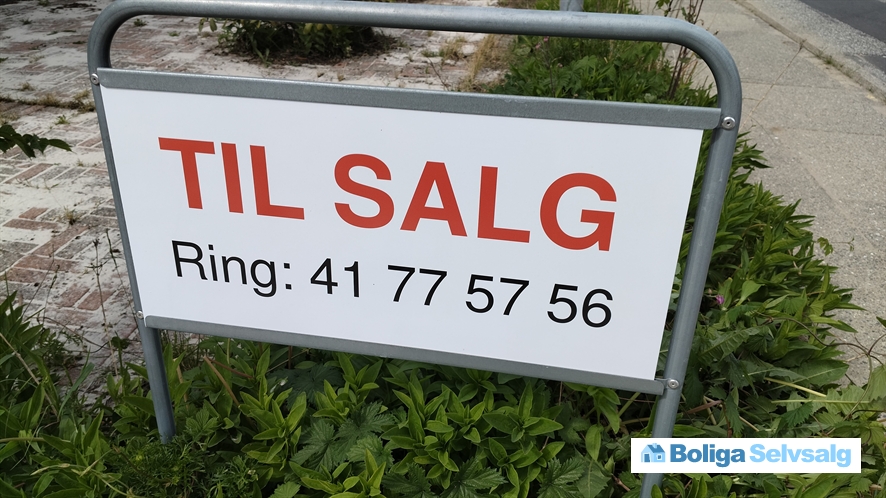 TIL SALG
Ring: 41 77 57 56
Boliga Selvsalg